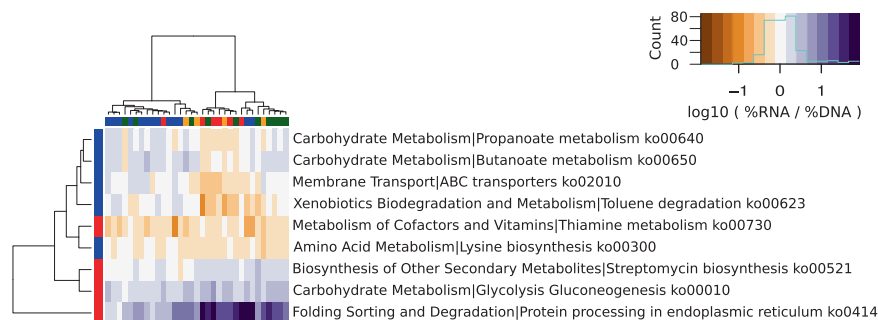 80
40
0
Count
−1 0 1
log10 ( %RNA / %DNA )
Carbohydrate Metabolism|Propanoate metabolism ko00640
Carbohydrate Metabolism|Butanoate metabolism ko00650
Membrane Transport|ABC transporters ko02010
Xenobiotics Biodegradation and Metabolism|Toluene degradation ko00623
Metabolism of Cofactors and Vitamins|Thiamine metabolism ko00730
Amino Acid Metabolism|Lysine biosynthesis ko00300
Biosynthesis of Other Secondary Metabolites|Streptomycin biosynthesis ko00521
Carbohydrate Metabolism|Glycolysis Gluconeogenesis ko00010
Folding Sorting and Degradation|Protein processing in endoplasmic reticulum ko0414